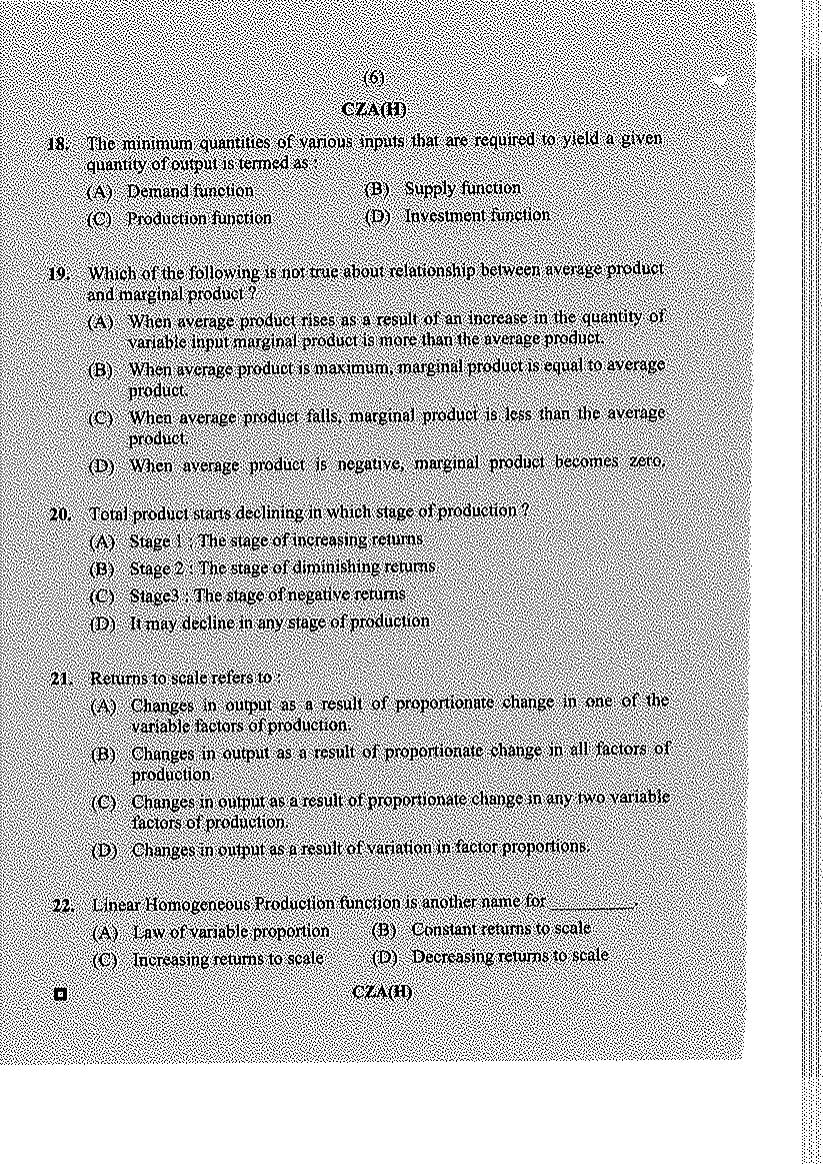 (6)
CZA(H)
18. The minimum quantities of various inputs that are required to yield a given
quantity of output is termed as :
(A) Demand function (B) Supply function
(C) Production function (D) Investment function
19. Which of the following is not true about relationship between average product
and marginal product ?
(A) When average product rises as a result of an increase in the quantity of
variable input marginal product is more than the average product.
(B) When average product is maximum, marginal product is equal to average
product.
(C) When average product falls, marginal product is less than the average
product.
(D) When average product is negative, marginal product becomes zero.
20. Total product starts declining in which stage of production ?
(A) Stage 1 : The stage of increasing returns
(B) Stage 2 : The stage of diminishing returns
(C) Stage3 : The stage of negative returns
(D) It may decline in any stage of production
21. Returns to scale refers to :
(A) Changes in output as a result of proportionate change in one of the
variable factors of production.
(B) Changes in output as a result of proportionate change in all factors of
production.
(C) Changes in output as a result of proportionate change in any two variable
factors of production.
(D) Changes in output as a result of variation in factor proportions.
22. Linear Homogeneous Production function is another name for _________.
(A) Law of variable proportion (B) Constant returns to scale
(C) Increasing returns to scale (D) Decreasing returns to scale
CZA(H)